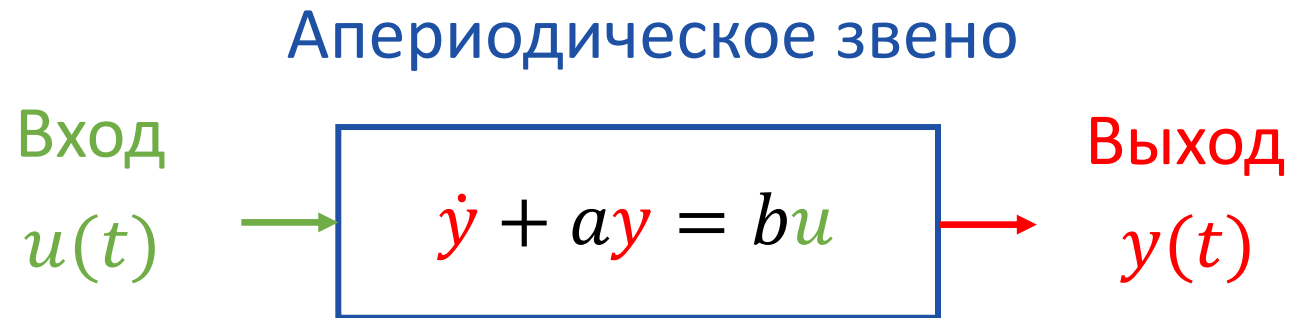 Апериодическое звено
Вход
u(t)
ẏ + ay = bu
Выход
y(t)